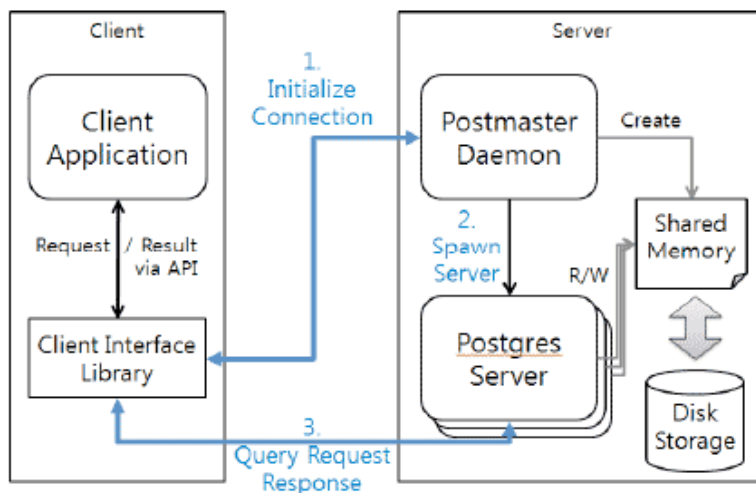 Client
Server
1.
Initialize
Connection
Client
Application
Postmaster
Daemon
Create
Request / Result
via API
2.
Spawn
Server
Shared
Memory
R/W
Client Interface
Library
Postgres
Server
Disk
Storage
3.
Query Request
Response